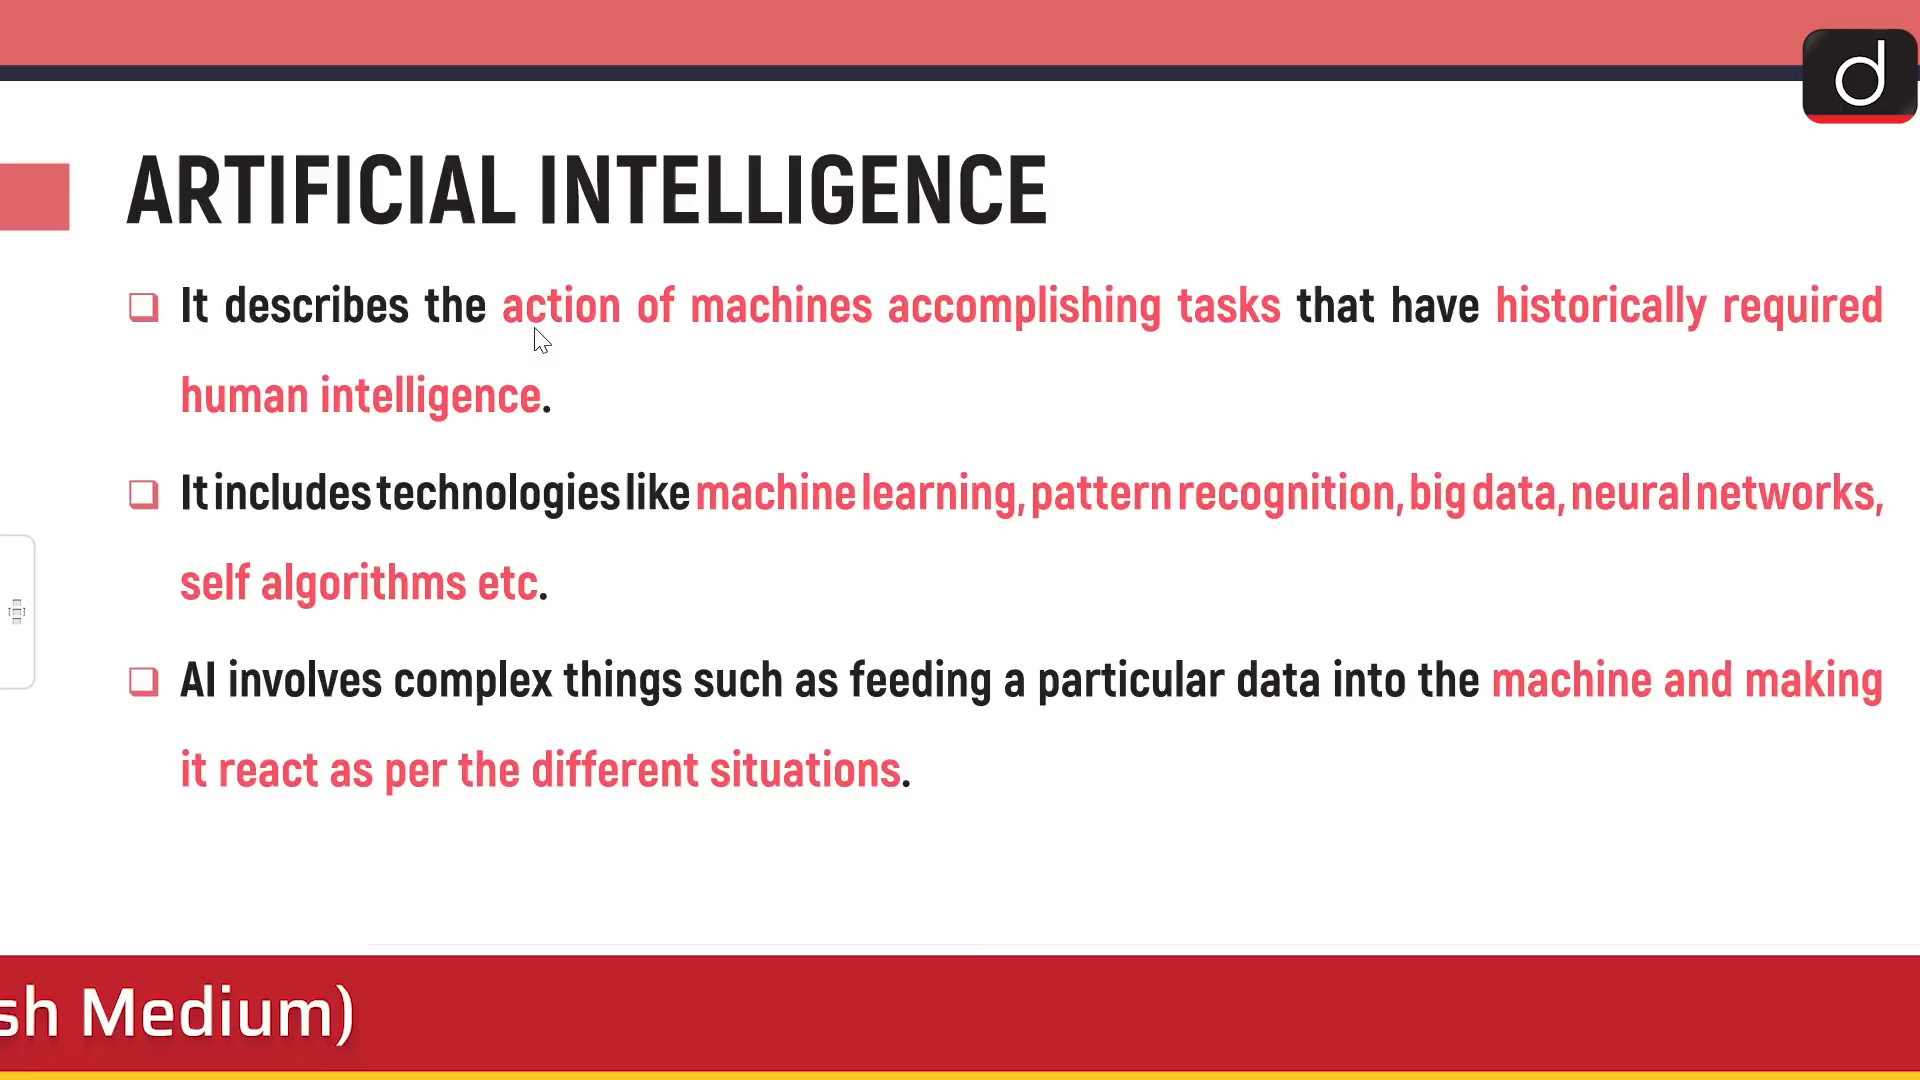 d
ARTIFICIAL INTELLIGENCE
It describes the action of machines accomplishing tasks that have historically required
human intelligence.
It includes technologies like machine learning, pattern recognition, big data, neural networks,
self algorithms etc.
AI involves complex things such as feeding a particular data into the machine and making
it react as per the different situations.
sh Medium)